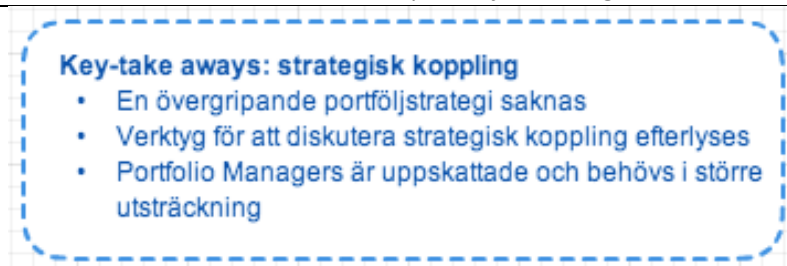 Key-take aways: strategisk koppling
• En övergripande portföljstrategi saknas
• Verktyg för att diskutera strategisk koppling efterlyses
• Portfolio Managers är uppskattade och behövs i större
utsträckning